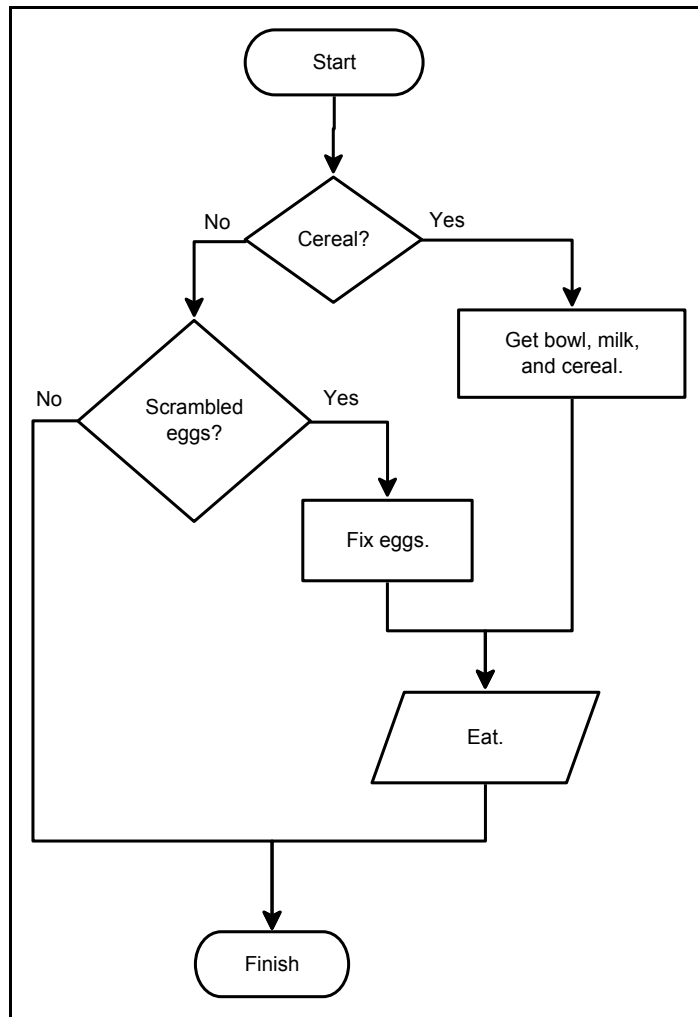 Start
Cereal?
No
Yes
Get bowl, milk,
and cereal.
No
Scrambled
eggs?
Yes
Fix eggs.
Eat.
Finish